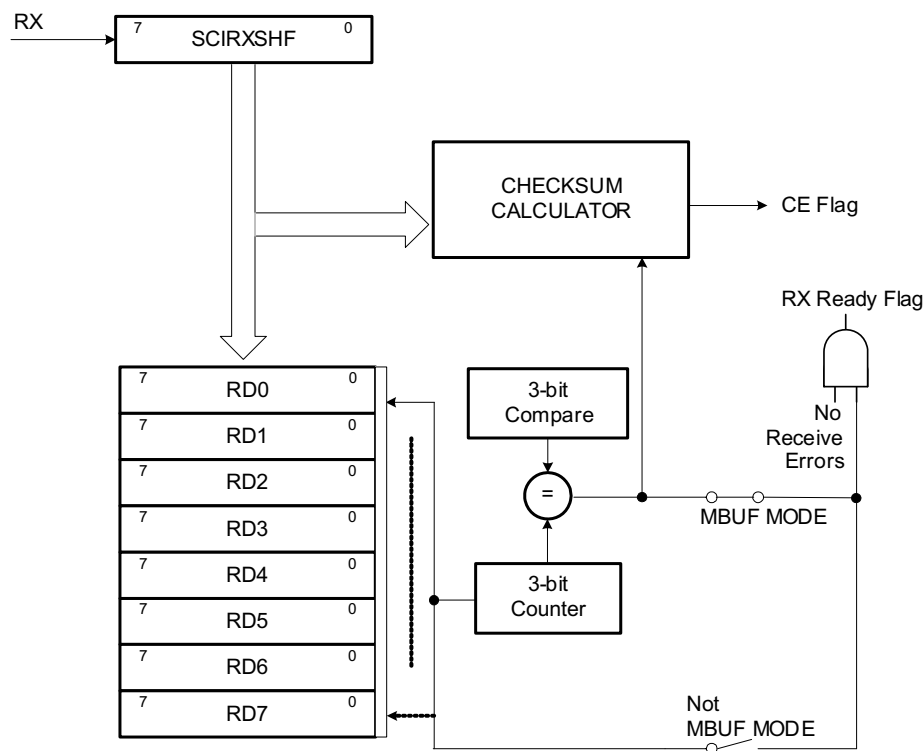 RX
7 SCIRXSHF 0
CHECKSUM
CALCULATOR
CE Flag
RX Ready Flag
No
Receive
Errors
7 RD0 0
7 RD1 0
7 RD2 0
7 RD3 0
7 RD4 0
7 RD5 0
7 RD6 0
7 RD7 0
3-bit
Compare
=
MBUF MODE
3-bit
Counter
Not
MBUF MODE